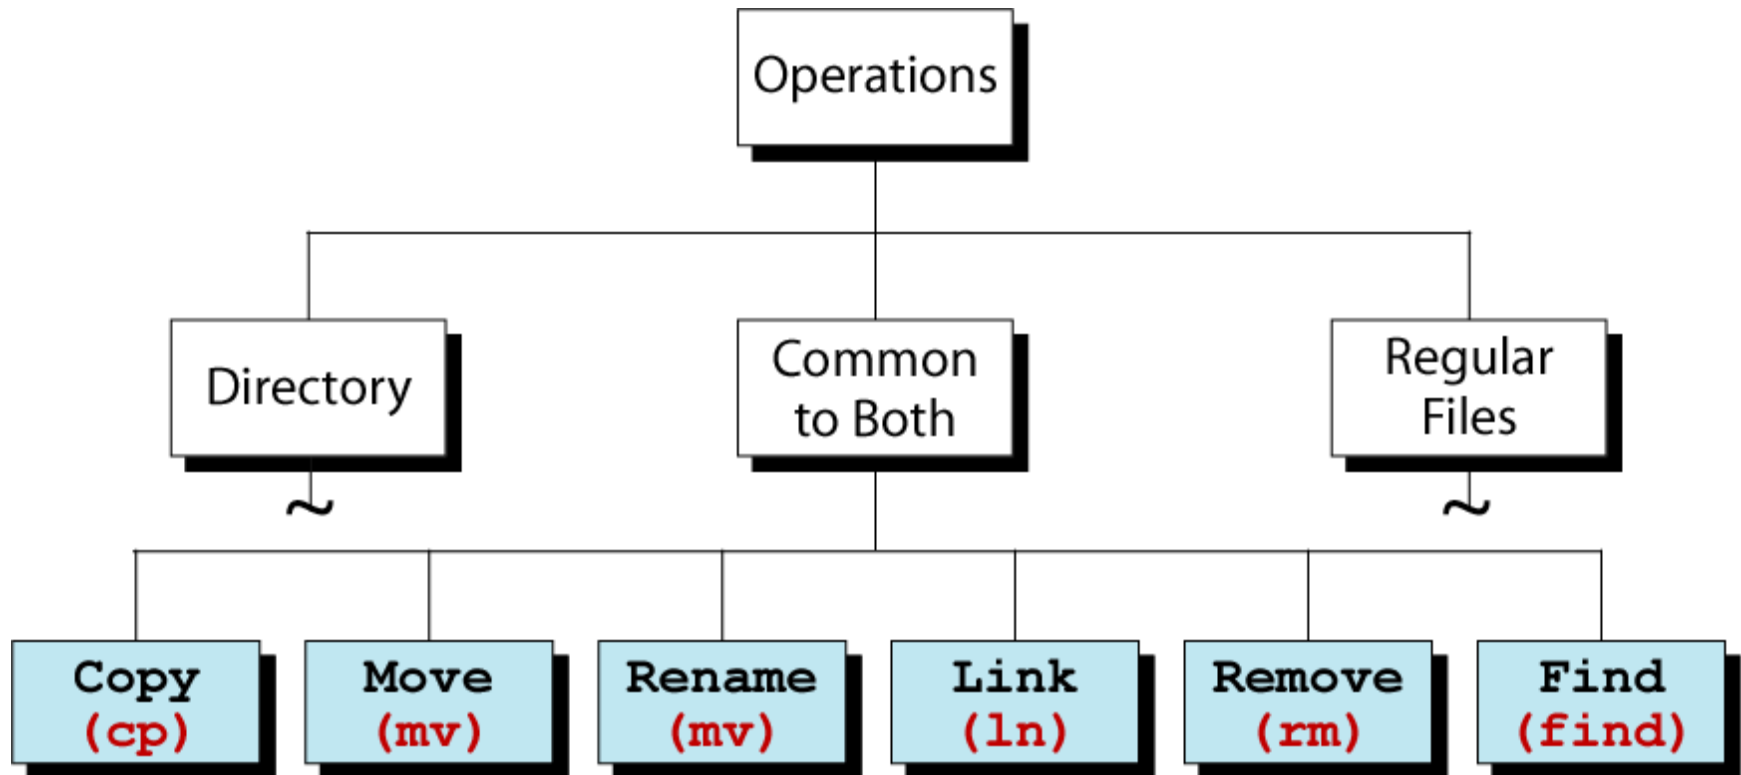 Operations
Directory
Common
to Both
Regular
Files
~
~
Copy
(cp)
Move
(mv)
Rename
(mv)
Link
(ln)
Remove
(rm)
Find
(find)